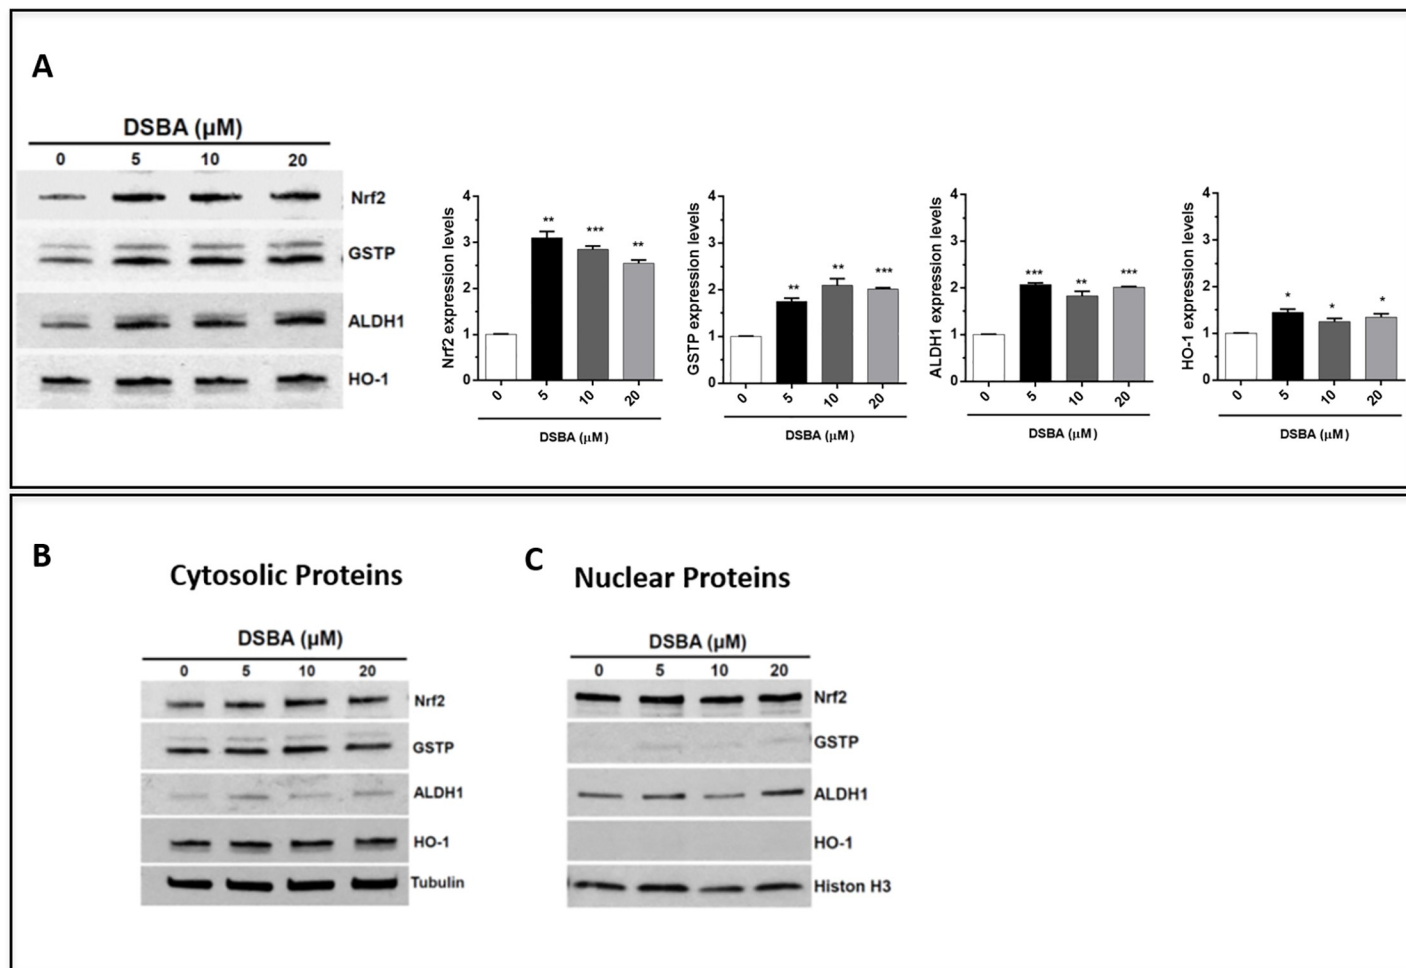 A
DSBA (µM)
0 5 10 20
Nrf2
GSTP
ALDH1
HO-1
Nrf2 expression levels
4
3
2
1
0
** *** **
0 5 10 20
DSBA (µM)
GSTP expression levels
4
3
2
1
0
** ** ***
0 5 10 20
DSBA (µM)
ALDH1 expression levels
4
3
2
1
0
*** ** ***
0 5 10 20
DSBA (µM)
HO-1 expression levels
4
3
2
1
0
* * *
0 5 10 20
DSBA (µM)
B
Cytosolic Proteins
DSBA (µM)
0 5 10 20
Nrf2
GSTP
ALDH1
HO-1
Tubulin
C
Nuclear Proteins
DSBA (µM)
0 5 10 20
Nrf2
GSTP
ALDH1
HO-1
Histon H3